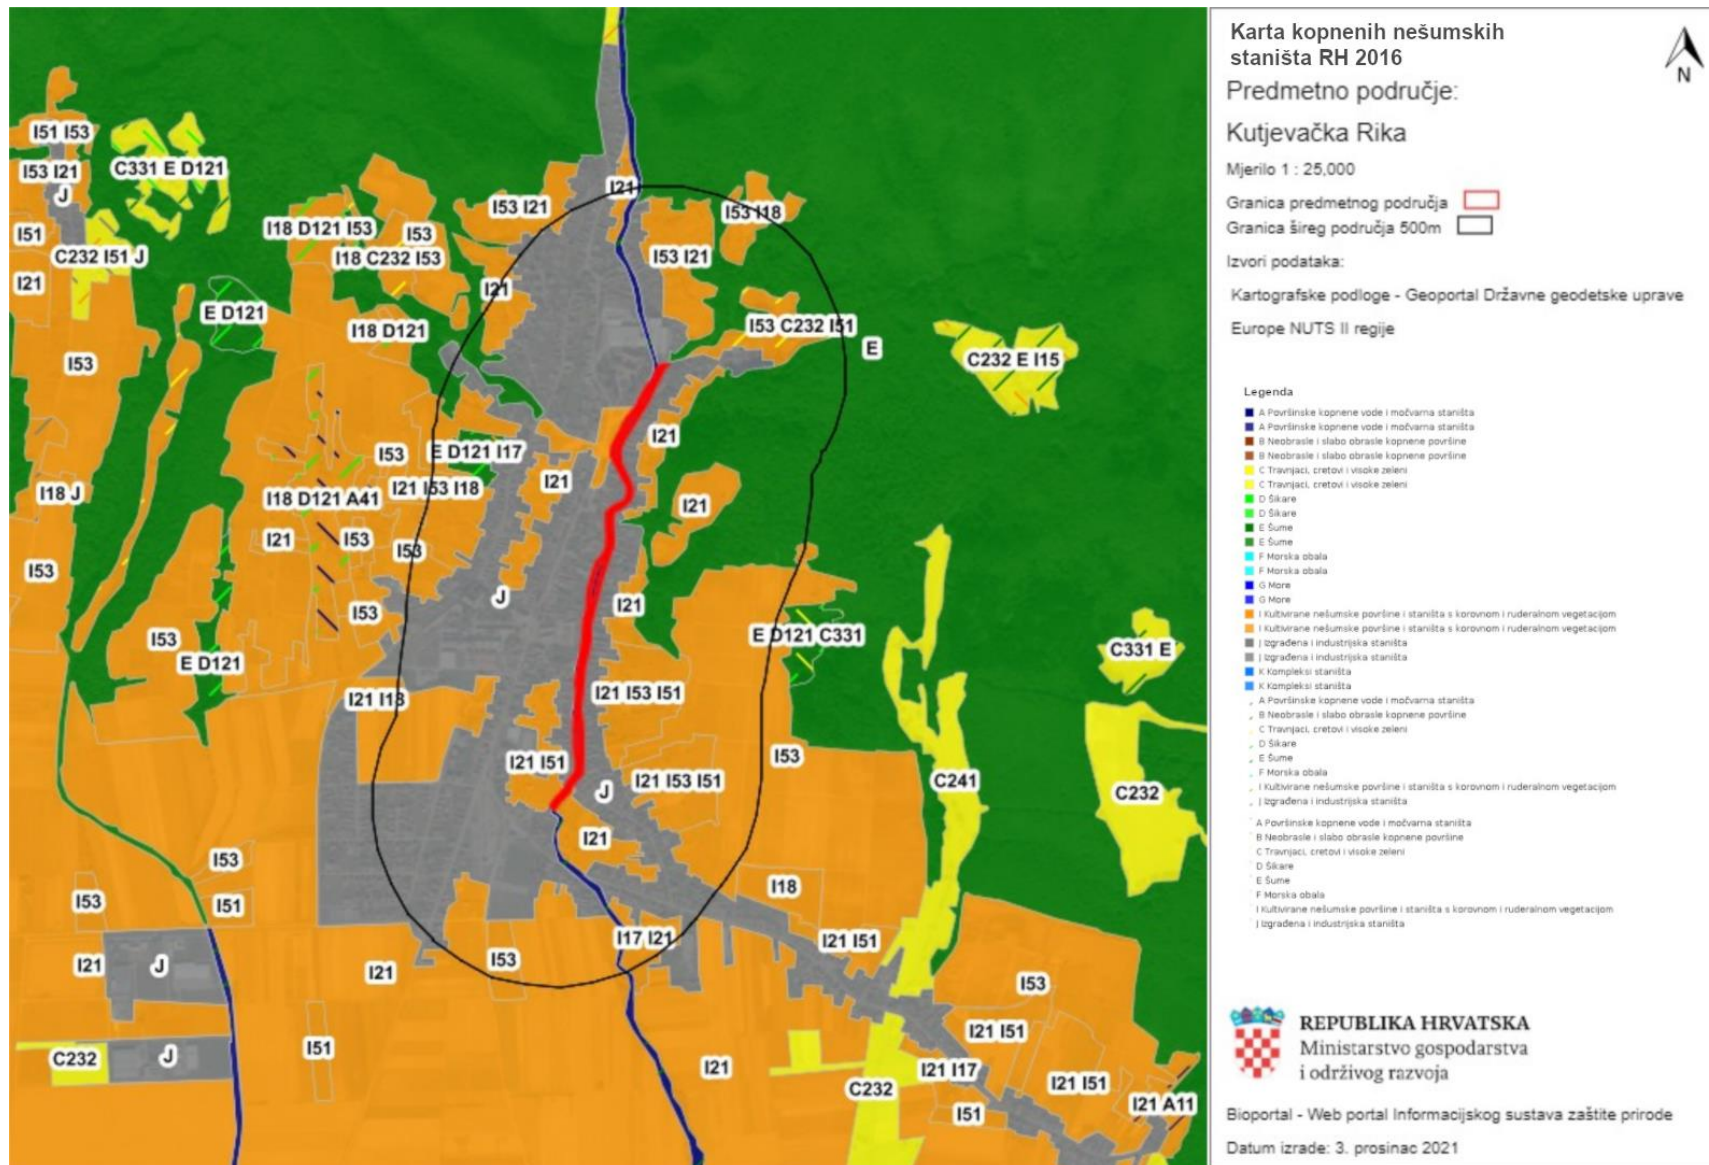 I51 I53
I53 I21
J
C331 E D121
I51
C232 I51 J
I21
I53
I18 J
I53
I18 D121 I53
I53
I18 C232 I53
E D121
I18 D121
I53 I21
I21
I21
I53 I21
I53 I18
I53 C232 I51
E
C232 E I15
I21
I53
E D121 I17
I21 I53 I18
I21
I18 D121 A41
I21
I53
I53
I21
J
I21
I53
I53
E D121
E D121 C331
C331 E
I21 I53 I51
I21 I18
I21 I51
J
I21 I53 I51
I53
C241
C232
I21
I53
I53
I51
I18
I21
J
I21
I53
I17 I21
I21 I51
I53
C232
J
I51
I21
I21 I51
C232
I21 I17
I51
I21 I51
I21 A11
Karta kopnenih nešumskih
staništa RH 2016
N
Predmetno područje:
Kutjevačka Rika
Mjerilo 1 : 25,000
Granica predmetnog područja
Granica šireg područja 500m
Izvori podataka:
Kartografske podloge - Geoportal Državne geodetske uprave
Europe NUTS II regije
Legenda
A Površinske kopnene vode i močvarna staništa
A Površinske kopnene vode i močvarna staništa
B Neobrasle i slabo obrasle kopnene površine
B Neobrasle i slabo obrasle kopnene površine
C Travnjaci, cretovi i visoke zeleni
C Travnjaci, cretovi i visoke zeleni
D Šikare
D Šikare
E Šume
E Šume
F Morska obala
F Morska obala
G More
G More
I Kultivirane nešumske površine i staništa s korovnom i ruderalnom vegetacijom
I Kultivirane nešumske površine i staništa s korovnom i ruderalnom vegetacijom
J Izgrađena i industrijska staništa
J Izgrađena i industrijska staništa
K Kompleksi staništa
K Kompleksi staništa
A Površinske kopnene vode i močvarna staništa
B Neobrasle i slabo obrasle kopnene površine
C Travnjaci, cretovi i visoke zeleni
D Šikare
E Šume
F Morska obala
I Kultivirane nešumske površine i staništa s korovnom i ruderalnom vegetacijom
J Izgrađena i industrijska staništa
A Površinske kopnene vode i močvarna staništa
B Neobrasle i slabo obrasle kopnene površine
C Travnjaci, cretovi i visoke zeleni
D Šikare
E Šume
F Morska obala
I Kultivirane nešumske površine i staništa s korovnom i ruderalnom vegetacijom
J Izgrađena i industrijska staništa
REPUBLIKA HRVATSKA
Ministarstvo gospodarstva
i održivog razvoja
Bioportal - Web portal Informacijskog sustava zaštite prirode
Datum izrade: 3. prosinac 2021